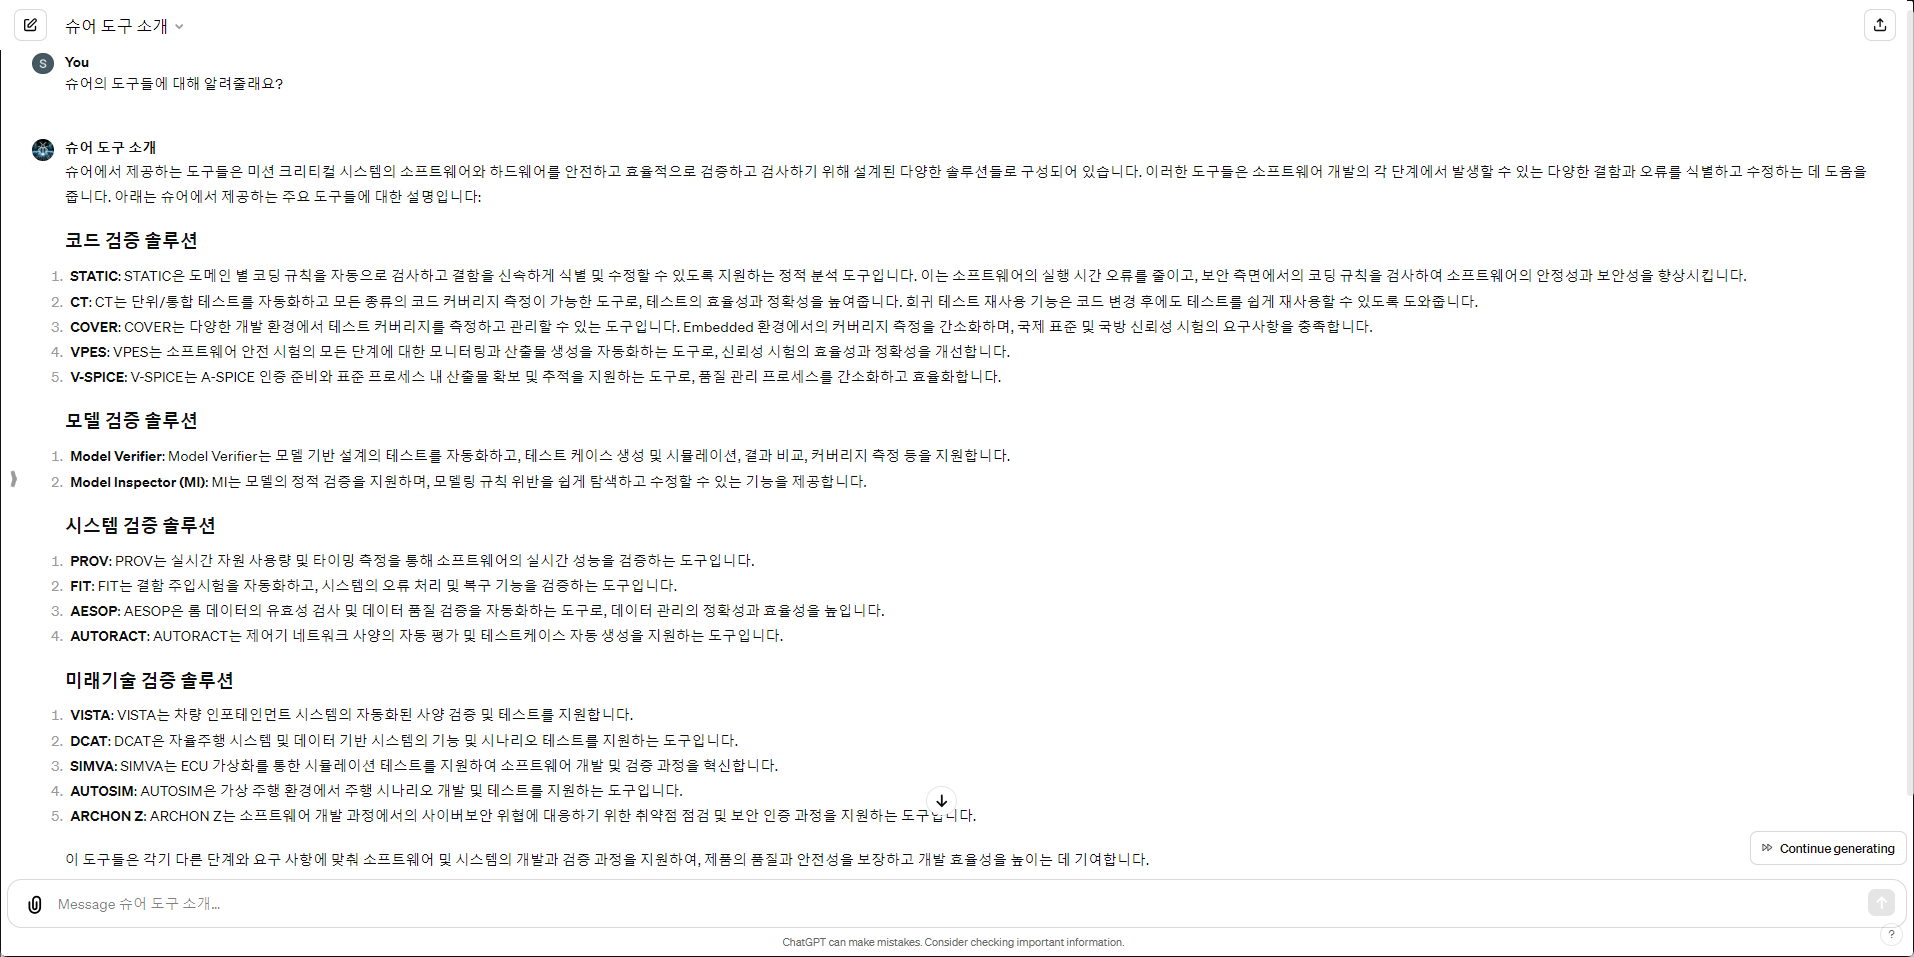 슈어 도구 소개
S
You
슈어의 도구들에 대해 알려줄래요?
슈어 도구 소개
슈어에서 제공하는 도구들은 미션 크리티컬 시스템의 소프트웨어와 하드웨어를 안전하고 효율적으로 검증하고 검사하기 위해 설계된 다양한 솔루션들로 구성되어 있습니다. 이러한 도구들은 소프트웨어 개발의 각 단계에서 발생할 수 있는 다양한 결함과 오류를 식별하고 수정하는 데 도움을
줍니다. 아래는 슈어에서 제공하는 주요 도구들에 대한 설명입니다:
코드 검증 솔루션
1. STATIC: STATIC은 도메인 별 코딩 규칙을 자동으로 검사하고 결함을 신속하게 식별 및 수정할 수 있도록 지원하는 정적 분석 도구입니다. 이는 소프트웨어의 실행 시간 오류를 줄이고, 보안 측면에서의 코딩 규칙을 검사하여 소프트웨어의 안정성과 보안성을 향상시킵니다.
2. CT: CT는 단위/통합 테스트를 자동화하고 모든 종류의 코드 커버리지 측정이 가능한 도구로, 테스트의 효율성과 정확성을 높여줍니다. 회귀 테스트 재사용 기능은 코드 변경 후에도 테스트를 쉽게 재사용할 수 있도록 도와줍니다.
3. COVER: COVER는 다양한 개발 환경에서 테스트 커버리지를 측정하고 관리할 수 있는 도구입니다. Embedded 환경에서의 커버리지 측정을 간소화하며, 국제 표준 및 국방 신뢰성 시험의 요구사항을 충족합니다.
4. VPES: VPES는 소프트웨어 안전 시험의 모든 단계에 대한 모니터링과 산출물 생성을 자동화하는 도구로, 신뢰성 시험의 효율성과 정확성을 개선합니다.
5. V-SPICE: V-SPICE는 A-SPICE 인증 준비와 표준 프로세스 내 산출물 확보 및 추적을 지원하는 도구로, 품질 관리 프로세스를 간소화하고 효율화합니다.
모델 검증 솔루션
1. Model Verifier: Model Verifier는 모델 기반 설계의 테스트를 자동화하고, 테스트 케이스 생성 및 시뮬레이션, 결과 비교, 커버리지 측정 등을 지원합니다.
2. Model Inspector (MI): MI는 모델의 정적 검증을 지원하며, 모델링 규칙 위반을 쉽게 탐색하고 수정할 수 있는 기능을 제공합니다.
시스템 검증 솔루션
1. PROV: PROV는 실시간 자원 사용량 및 타이밍 측정을 통해 소프트웨어의 실시간 성능을 검증하는 도구입니다.
2. FIT: FIT는 결함 주입시험을 자동화하고, 시스템의 오류 처리 및 복구 기능을 검증하는 도구입니다.
3. AESOP: AESOP은 롬 데이터의 유효성 검사 및 데이터 품질 검증을 자동화하는 도구로, 데이터 관리의 정확성과 효율성을 높입니다.
4. AUTORACT: AUTORACT는 제어기 네트워크 사양의 자동 평가 및 테스트케이스 자동 생성을 지원하는 도구입니다.
미래기술 검증 솔루션
1. VISTA: VISTA는 차량 인포테인먼트 시스템의 자동화된 사양 검증 및 테스트를 지원합니다.
2. DCAT: DCAT은 자율주행 시스템 및 데이터 기반 시스템의 기능 및 시나리오 테스트를 지원하는 도구입니다.
3. SIMVA: SIMVA는 ECU 가상화를 통한 시뮬레이션 테스트를 지원하여 소프트웨어 개발 및 검증 과정을 혁신합니다.
4. AUTOSIM: AUTOSIM은 가상 주행 환경에서 주행 시나리오 개발 및 테스트를 지원하는 도구입니다.
5. ARCHON Z: ARCHON Z는 소프트웨어 개발 과정에서의 사이버보안 위협에 대응하기 위한 취약점 점검 및 보안 인증 과정을 지원하는 도구입니다.
이 도구들은 각기 다른 단계와 요구 사항에 맞춰 소프트웨어 및 시스템의 개발과 검증 과정을 지원하여, 제품의 품질과 안전성을 보장하고 개발 효율성을 높이는 데 기여합니다.
Continue generating
Message 슈어 도구 소개...
ChatGPT can make mistakes. Consider checking important information.
?